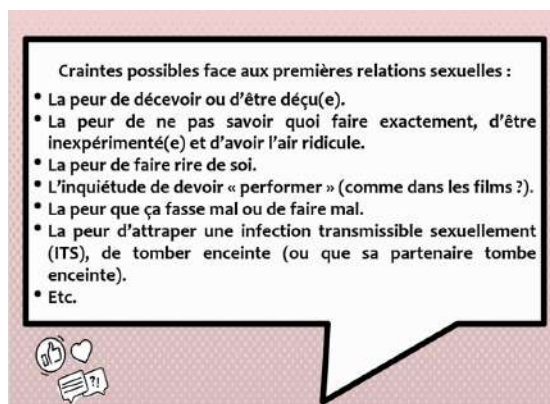 Craintes possibles face aux premières relations sexuelles :
• La peur de décevoir ou d'être déçu(e).
• La peur de ne pas savoir quoi faire exactement, d'être
inexpérimenté(e) et d'avoir l'air ridicule.
• La peur de faire rire de soi.
• L'inquiétude de devoir « performer » (comme dans les films ?).
• La peur que ça fasse mal ou de faire mal.
• La peur d'attraper une infection transmissible sexuellement
(ITS), de tomber enceinte (ou que sa partenaire tombe
enceinte).
• Etc.
?!